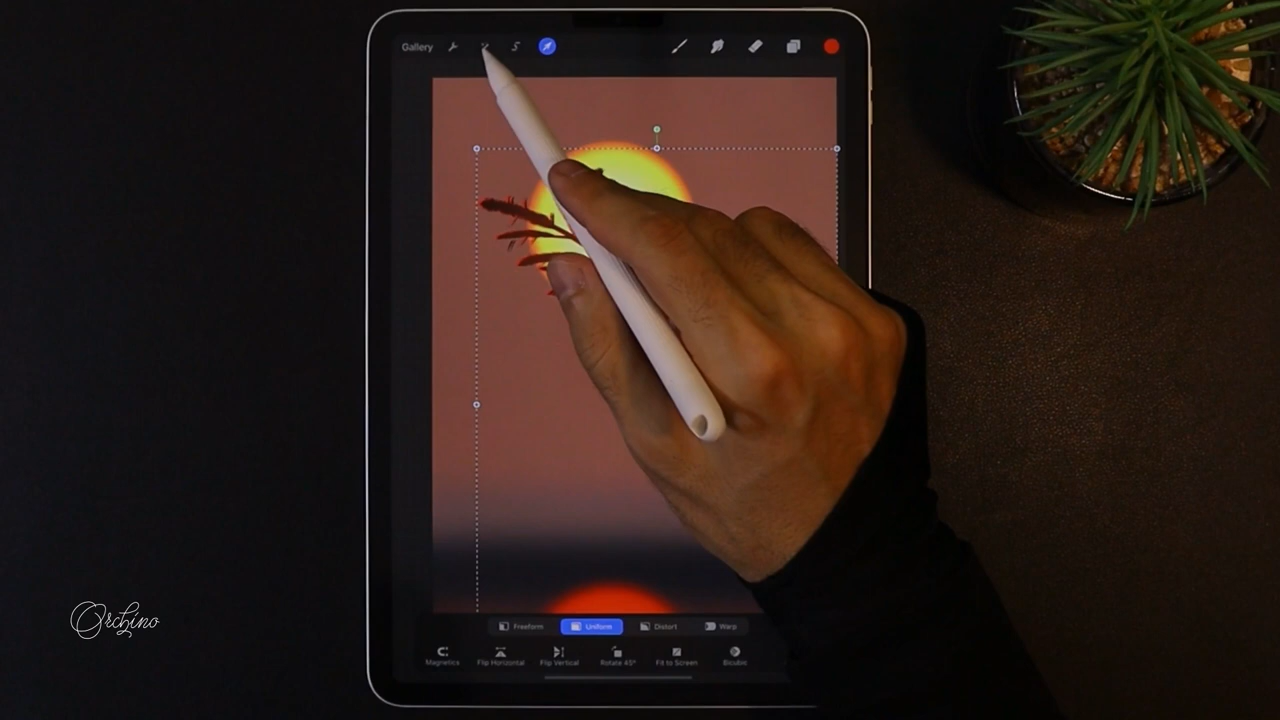 Gallery
Freeform Uniform Distort Warp
Magnetics Flip Horizontal Flip Vertical Rotate 45° Fit to Screen Bicubic
Orchino